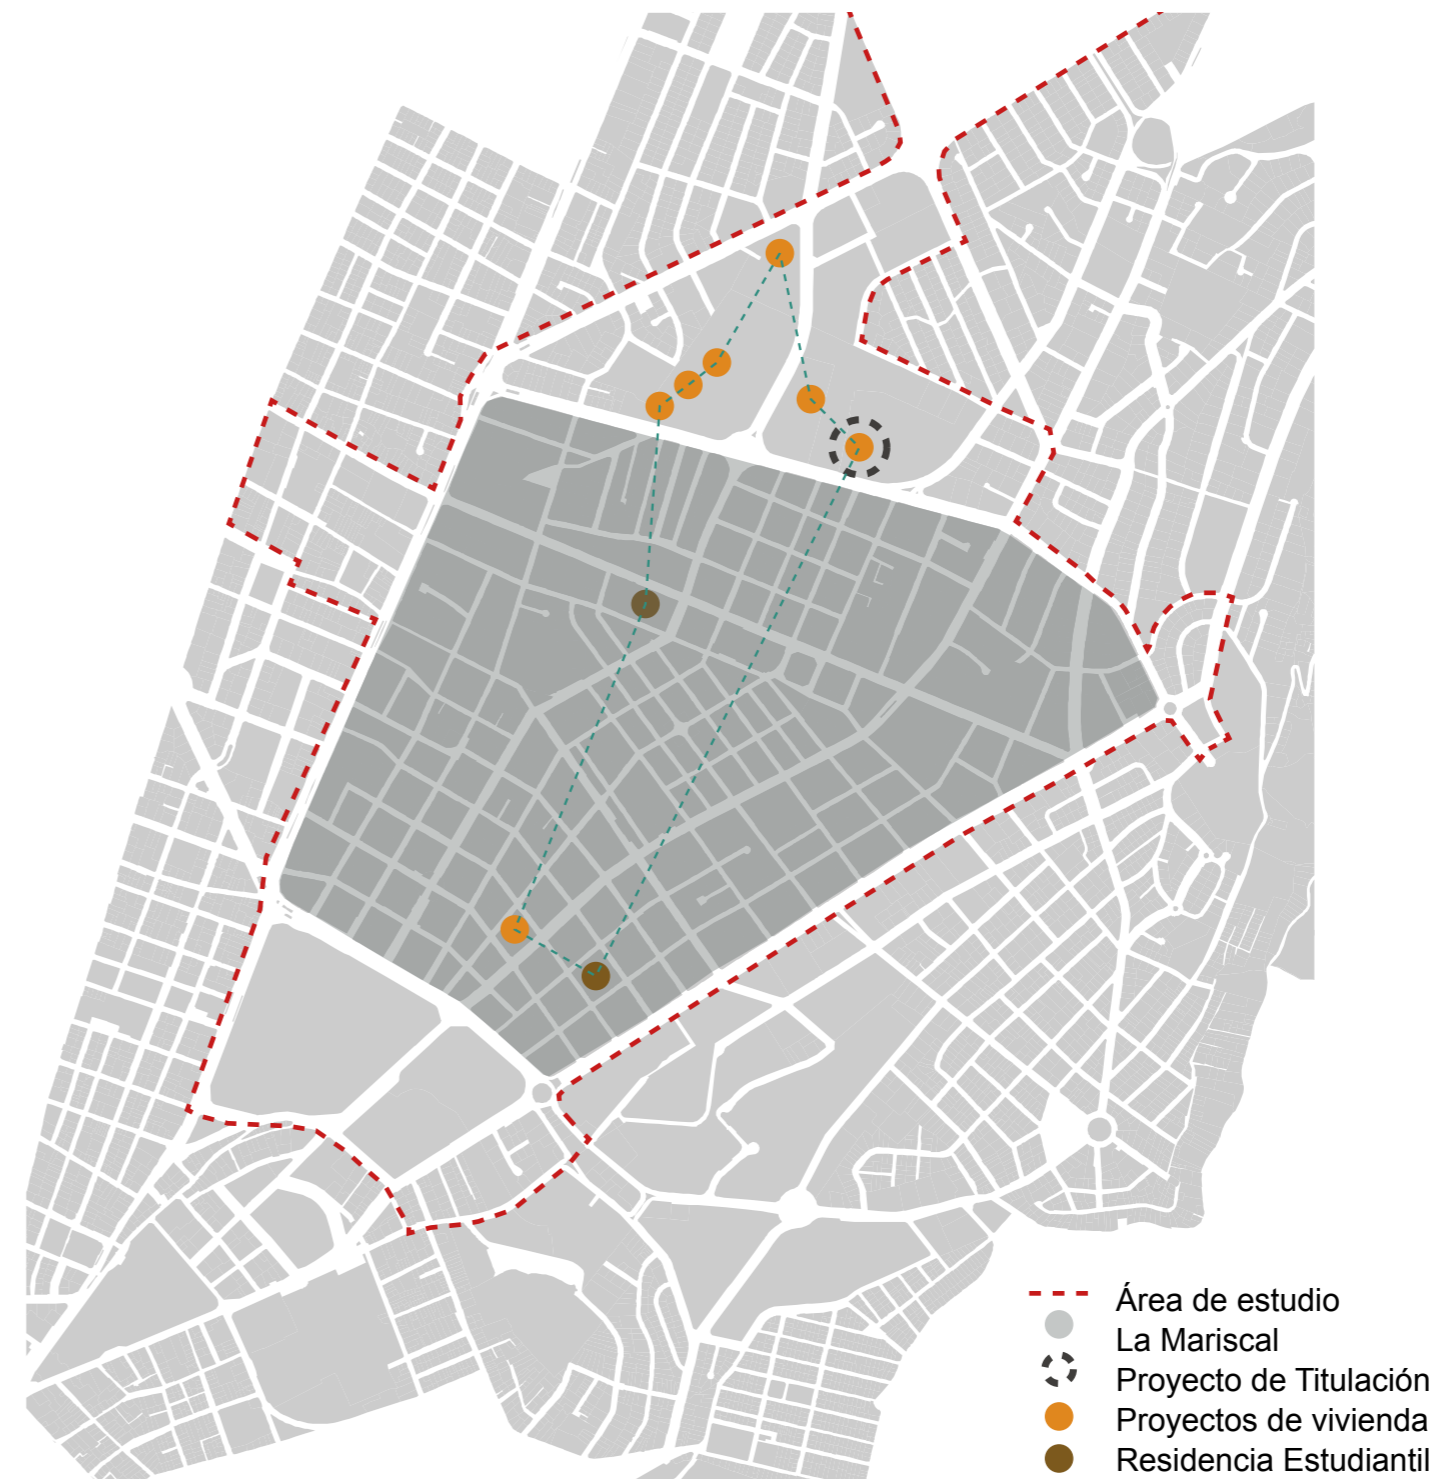 Área de estudio
La Mariscal
Proyecto de Titulación
Proyectos de vivienda
Residencia Estudiantil